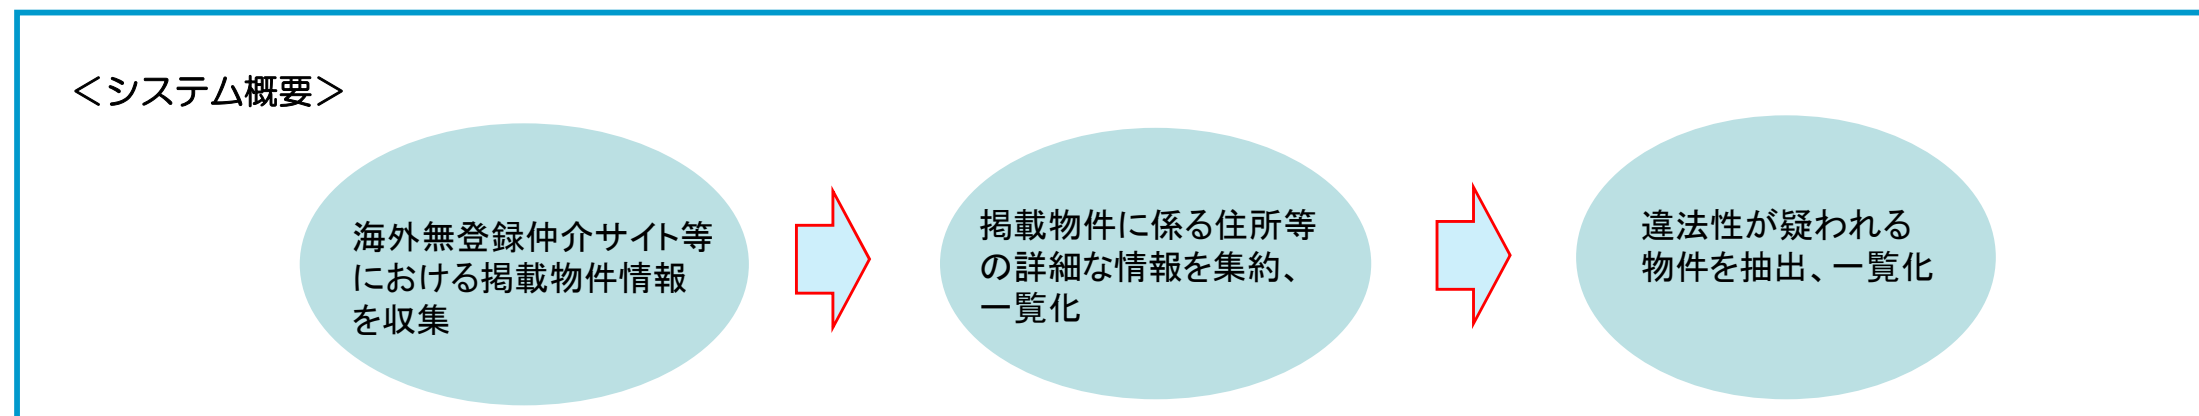 ＜システム概要＞
海外無登録仲介サイト等
における掲載物件情報
を収集
掲載物件に係る住所等
の詳細な情報を集約、
一覧化
違法性が疑われる
物件を抽出、一覧化